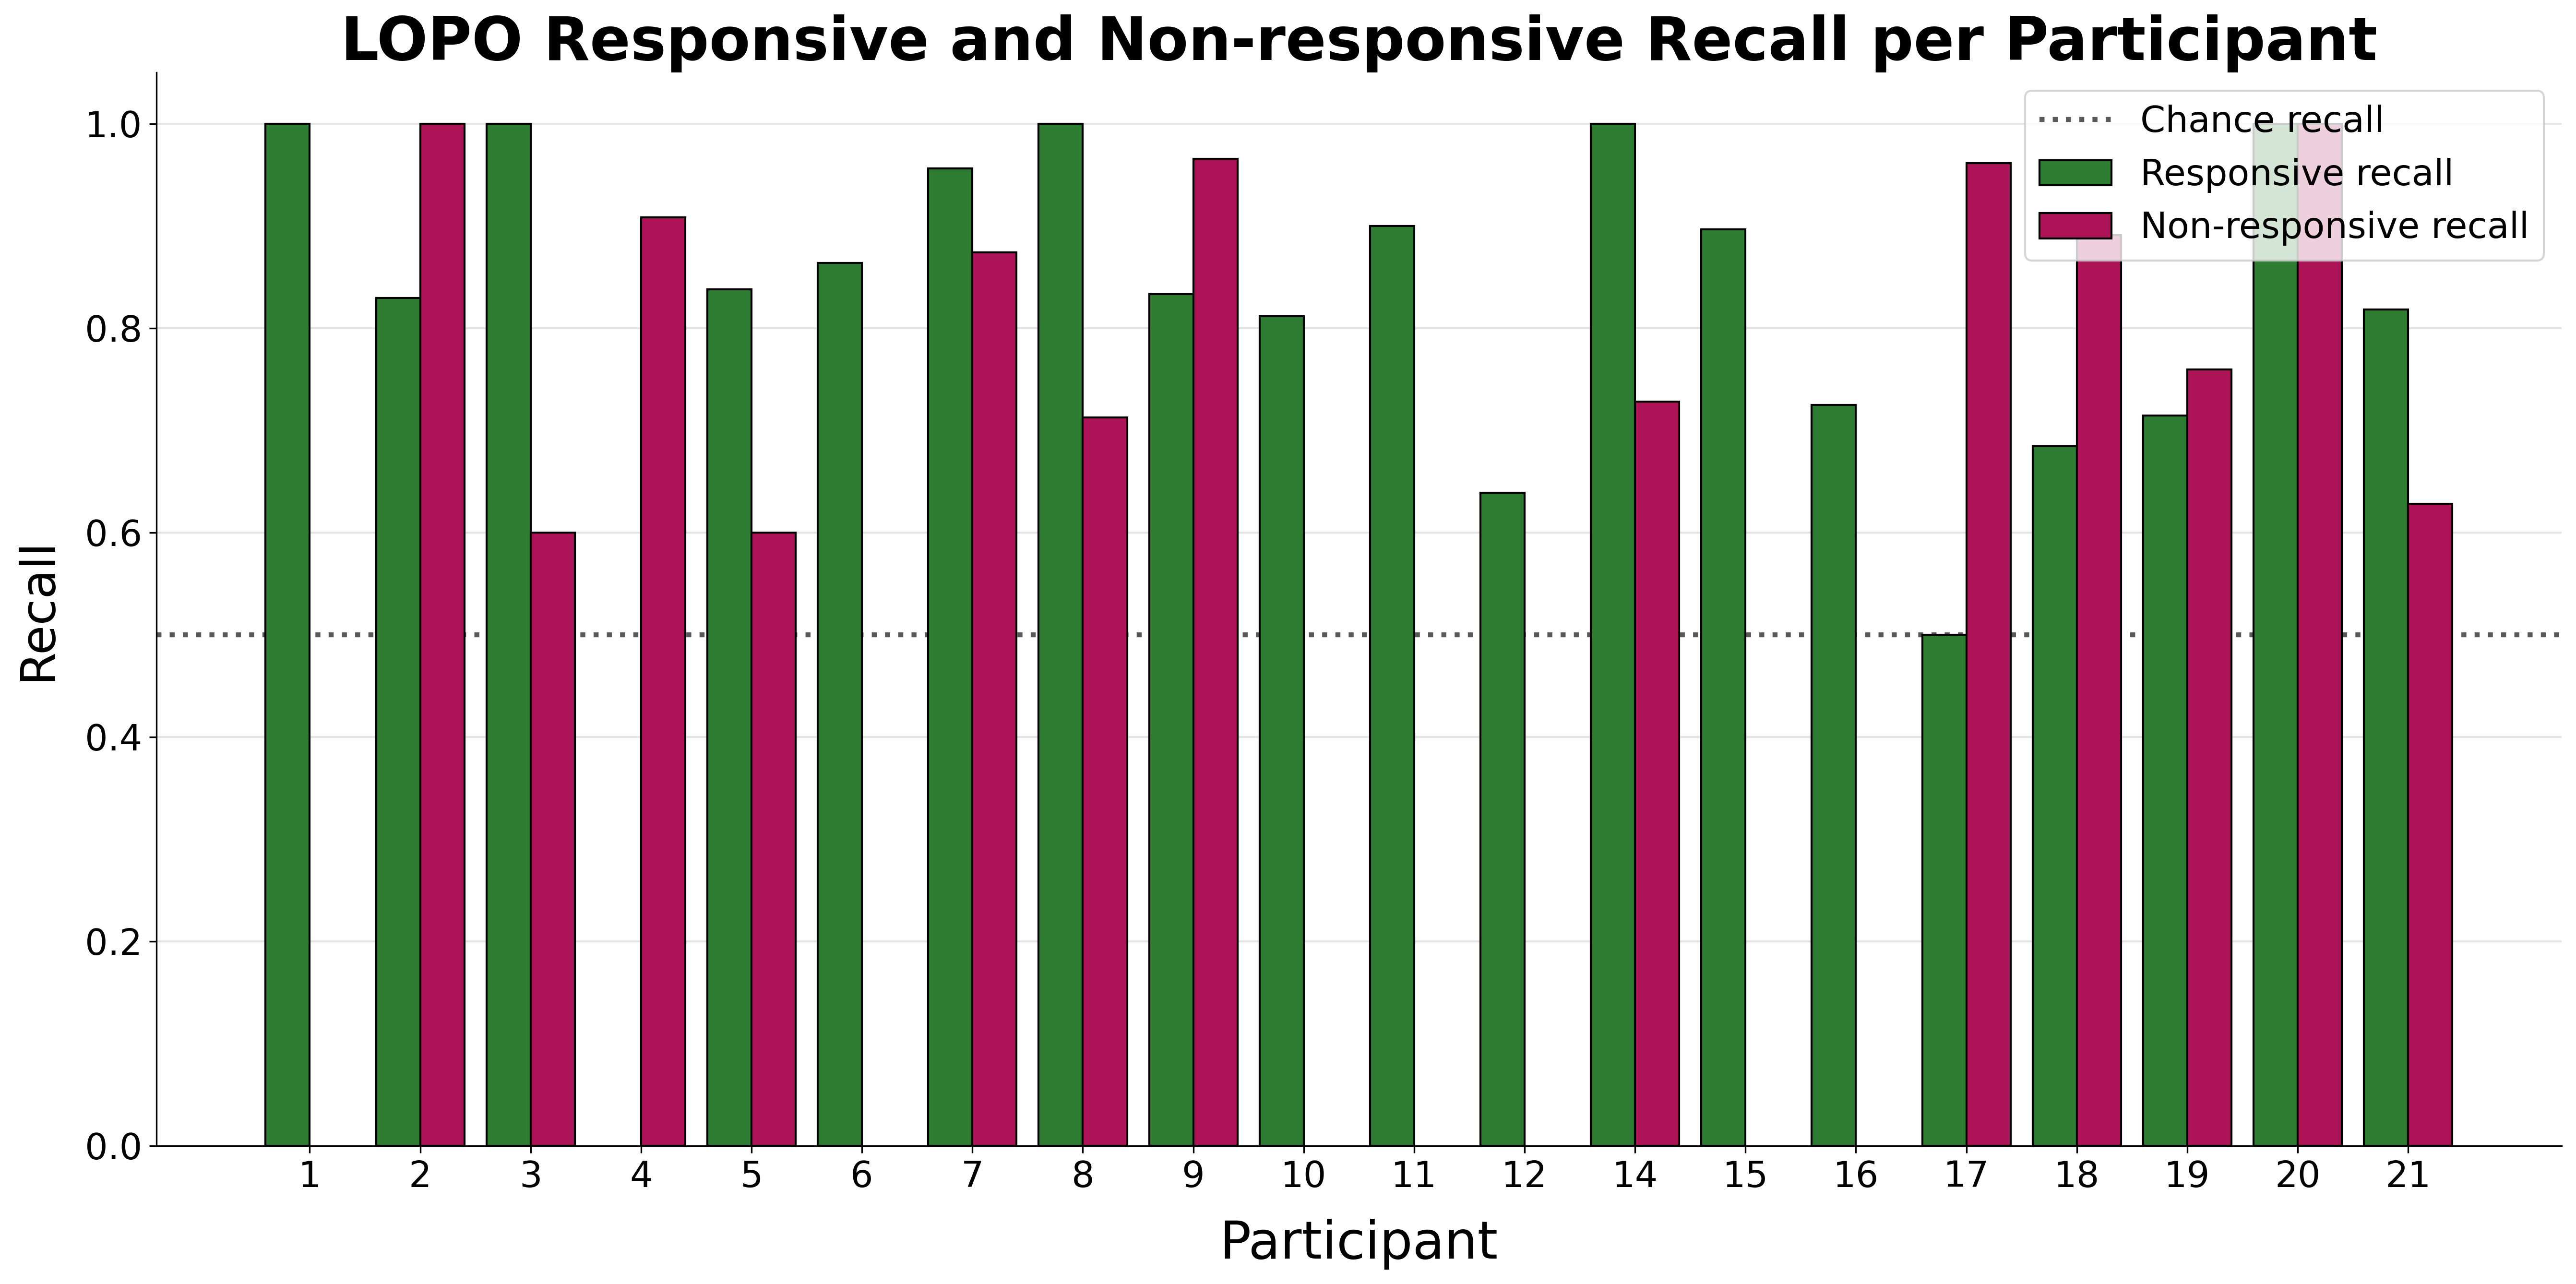 LOPO Responsive and Non-responsive Recall per Participant
Chance recall
Responsive recall
Non-responsive recall
1.0
0.8
0.6
0.4
0.2
0.0
Recall
1 2 3 4 5 6 7 8 9 10 11 12 14 15 16 17 18 19 20 21
Participant